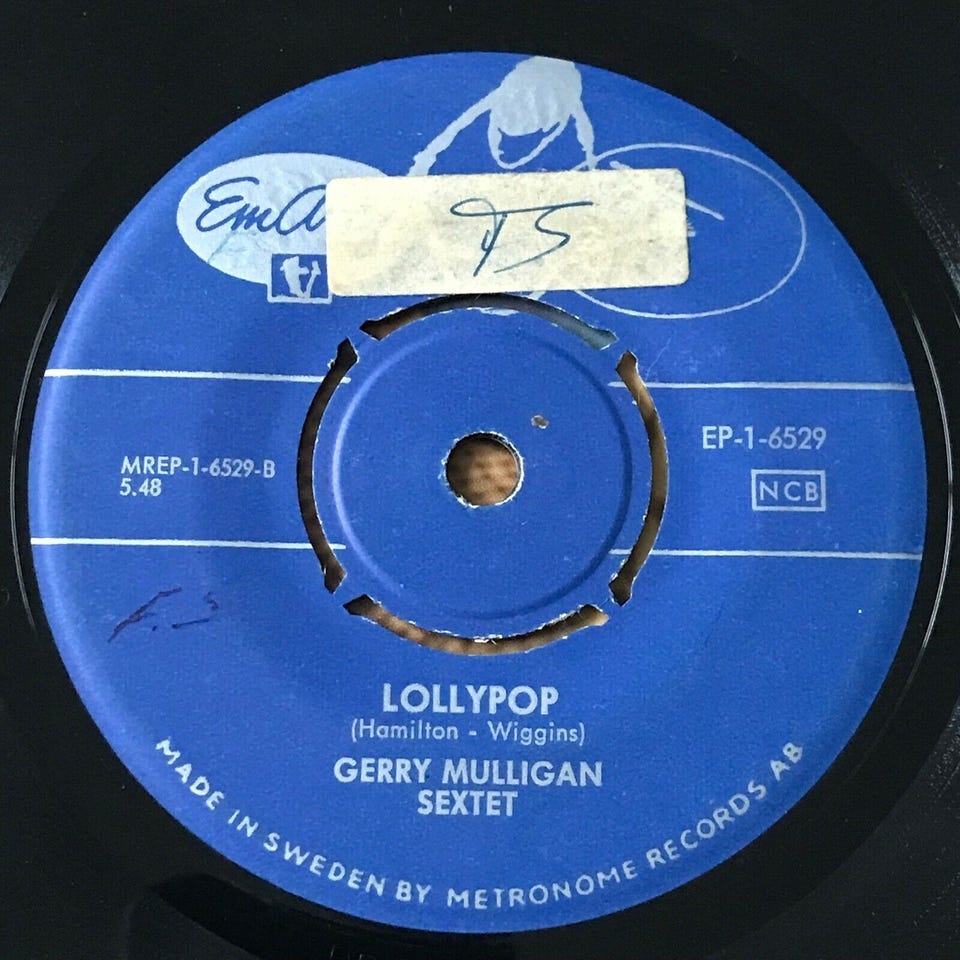 EmA
MREP-1-6529-B
5.48
EP-1-6529
NCB
LOLLYPOP
(Hamilton - Wiggins)
GERRY MULLIGAN
SEXTET
MADE IN SWEDEN BY METRONOME RECORDS AB